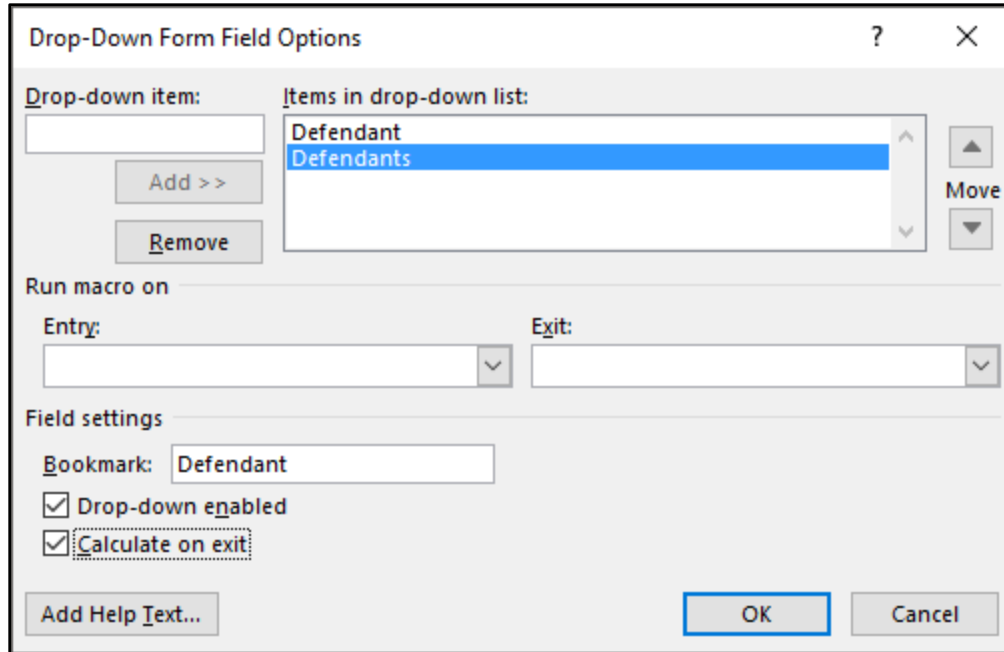 Drop-Down Form Field Options ?
Drop-down item: Items in drop-down list:
Defendant
Defendants
Add >>
Move
Remove
Run macro on
Entry: Exit:
Field settings
Bookmark: Defendant
Drop-down enabled
Calculate on exit
Add Help Text... OK Cancel